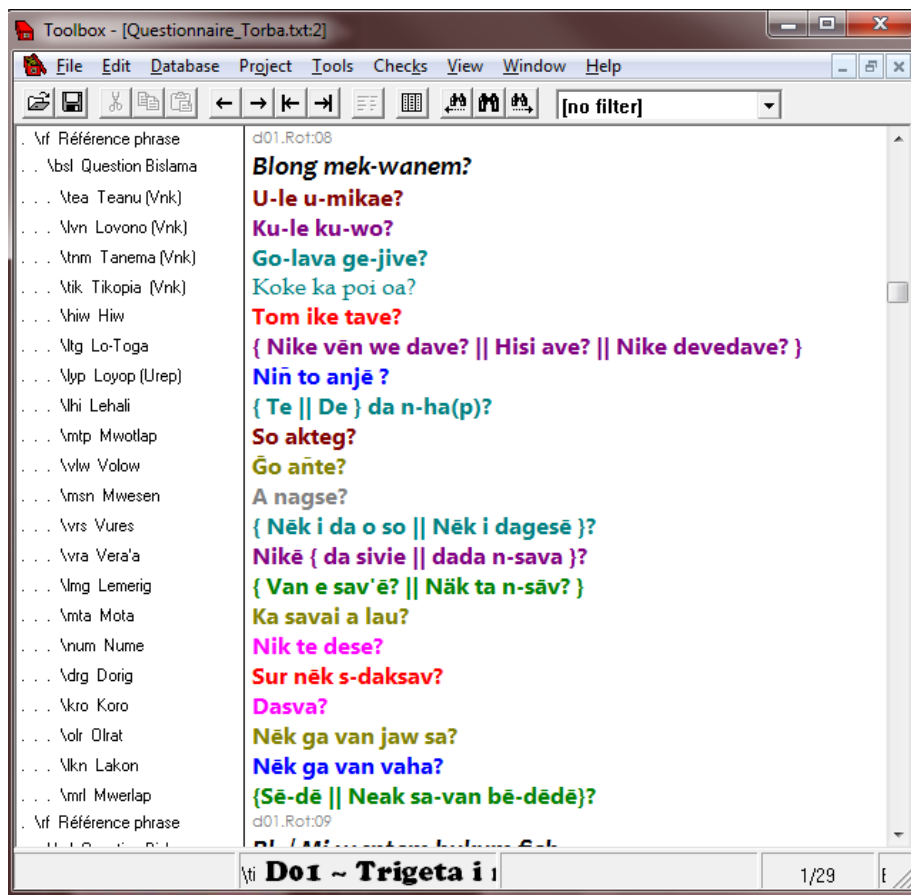 Toolbox - [Questionnaire_Torba.txt:2]
File Edit Database Project Tools Checks View Window Help
[no filter]
. \rf Référence phrase d01.Rot:08
. . \bsl Question Bislama Blong mek-wanem?
. . . \tea Teanu (Vnk) U-le u-mikae?
. . . \lvn Lovono (Vnk) Ku-le ku-wo?
. . . \tnm Tanema (Vnk) Go-lava ge-jive?
. . . \tik Tikopia (Vnk) Koke ka poi oa?
. . . \hiw Hiw Tom ike tave?
. . . \ltg Lo-Toga { Nike vēn we dave? || Hisi ave? || Nike devedave? }
. . . \lyp Loyop (Urep) Nin̄ to anjē ?
. . . \lhi Lehali { Te || De } da n-ha(p)?
. . . \mtp Mwotlap So akteg?
. . . \vlw Volow Ḡo an̄te?
. . . \msn Mwesen A nagse?
. . . \vrs Vures { Nēk i da o so || Nēk i dagesē }?
. . . \vra Vera'a Nikē { da sivie || dada n-sava }?
. . . \lmg Lemerig { Van e sav'ē? || Näk ta n-sāv? }
. . . \mta Mota Ka savai a lau?
. . . \num Nume Nik te dese?
. . . \drg Dorig Sur nēk s-daksav?
. . . \kro Koro Dasva?
. . . \olr Olrat Nēk ga van jaw sa?
. . . \lkn Lakon Nēk ga van vaha?
. . . \mrl Mwerlap {Sē-dē || Neak sa-van bē-dēdē}?
. \rf Référence phrase d01.Rot:09
\ti D01 ~ Trigeta i
1/29